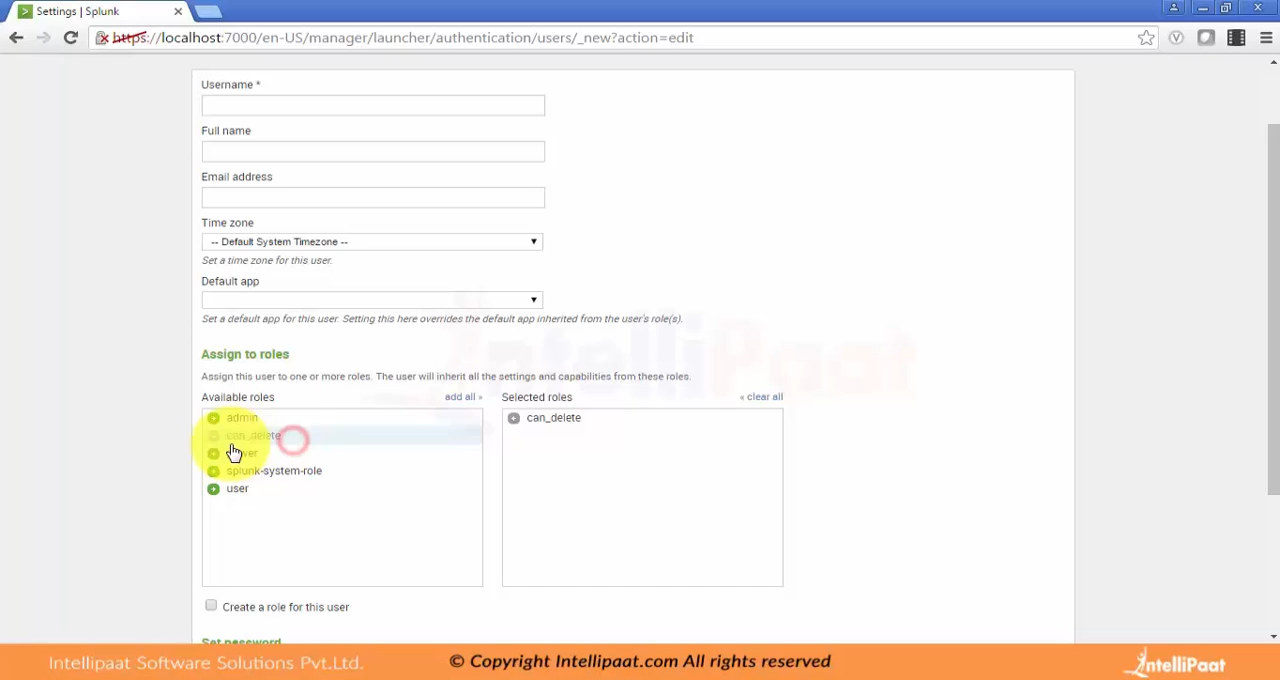 Settings | Splunk
https://localhost:7000/en-US/manager/launcher/authentication/users/_new?action=edit
Username *
Full name
Email address
Time zone
-- Default System Timezone --
Set a time zone for this user.
Default app
Set a default app for this user. Setting this here overrides the default app inherited from the user's role(s).
IntelliPaat
Assign to roles
Assign this user to one or more roles. The user will inherit all the settings and capabilities from these roles.
Available roles add all » Selected roles « clear all
admin can_delete
can_delete
splunk-system-role
user
Create a role for this user
Set password
Intellipaat Software Solutions Pvt.Ltd. © Copyright Intellipaat.com All rights reserved IntelliPaat